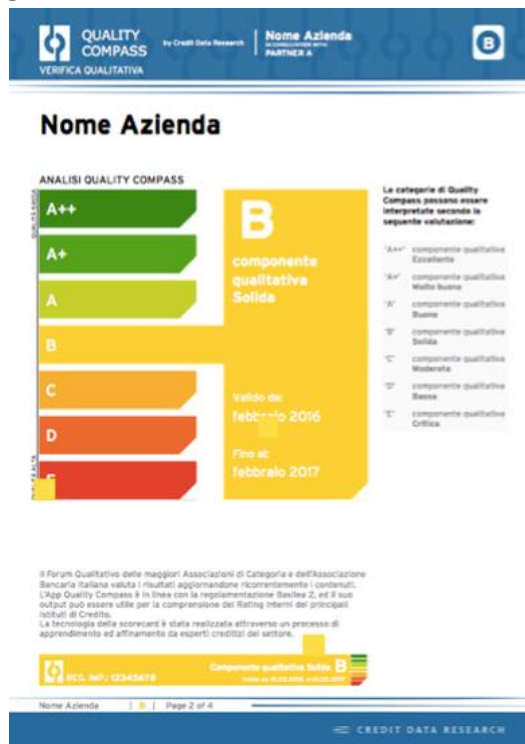 QUALITY
COMPASS
by Credit Data Research
Nome Azienda
PARTNER A
B
VERIFICA QUALITATIVA
Nome Azienda
ANALISI QUALITY COMPASS
A++
A+
A
B
C
D
B
componente
qualitativa
Solida
Valido da:
febbraio 2016
Fino al:
febbraio 2017
QUALITÀ ALTA
Le categorie di Quality
Compass possono essere
interpretate secondo la
seguente valutazione:
'A++' componente qualitativa
Eccellente
'A+' componente qualitativa
Molto buona
'A' componente qualitativa
Buona
'B' componente qualitativa
Solida
'C' componente qualitativa
Moderata
'D' componente qualitativa
Bassa
'E' componente qualitativa
Critica
Il Forum Qualitativo delle maggiori Associazioni di Categoria e dell'Associazione
Bancaria Italiana valuta i risultati aggiornandone ricorrentemente i contenuti.
L'App Quality Compass è in linea con la regolamentazione Basilea 2, ed il suo
output può essere utile per la comprensione dei Rating Interni dei principali
Istituti di Credito.
La tecnologia della scorecard è stata realizzata attraverso un processo di
apprendimento ed affinamento da esperti creditizi del settore.
REG. IMP.: 12345678
Componente qualitativa Solida B
Nome Azienda | B | Page 2 of 4
CREDIT DATA RESEARCH